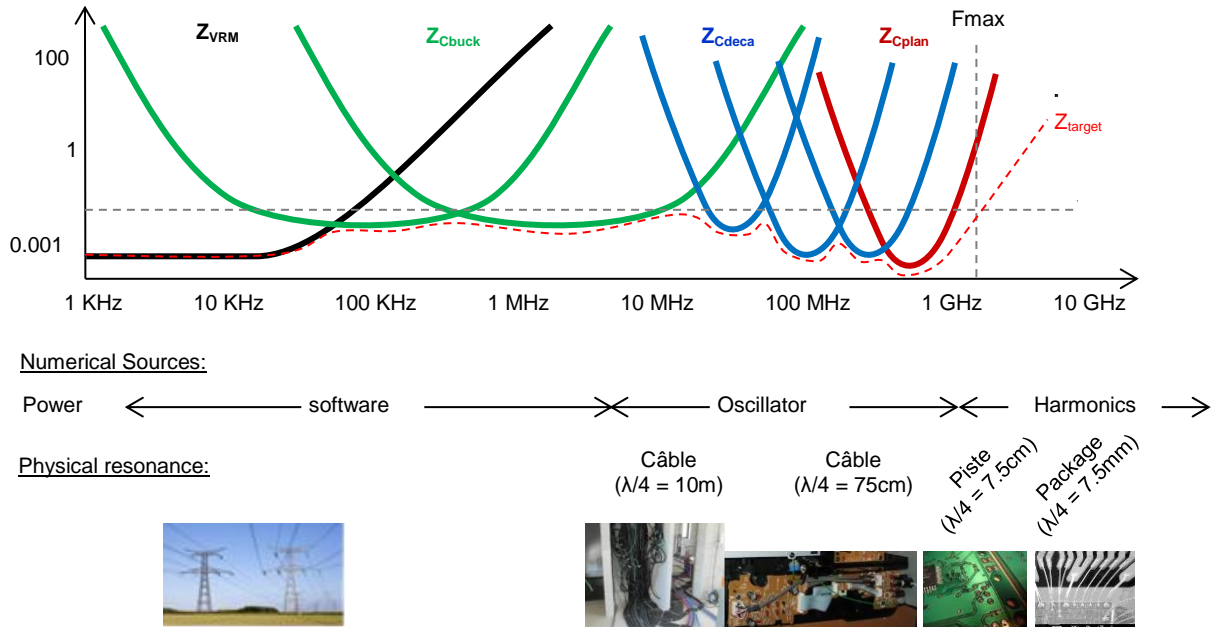 Z_VRM
Z_Cbuck
Z_Cdeca
Z_Cplan
Fmax
100
1
0.001
Z_target
1 KHz 10 KHz 100 KHz 1 MHz 10 MHz 100 MHz 1 GHz 10 GHz
Numerical Sources:
Power software Oscillator Harmonics
Physical resonance:
Câble
(λ/4 = 10m)
Câble
(λ/4 = 75cm)
Piste
(λ/4 = 7.5cm)
Package
(λ/4 = 7.5mm)